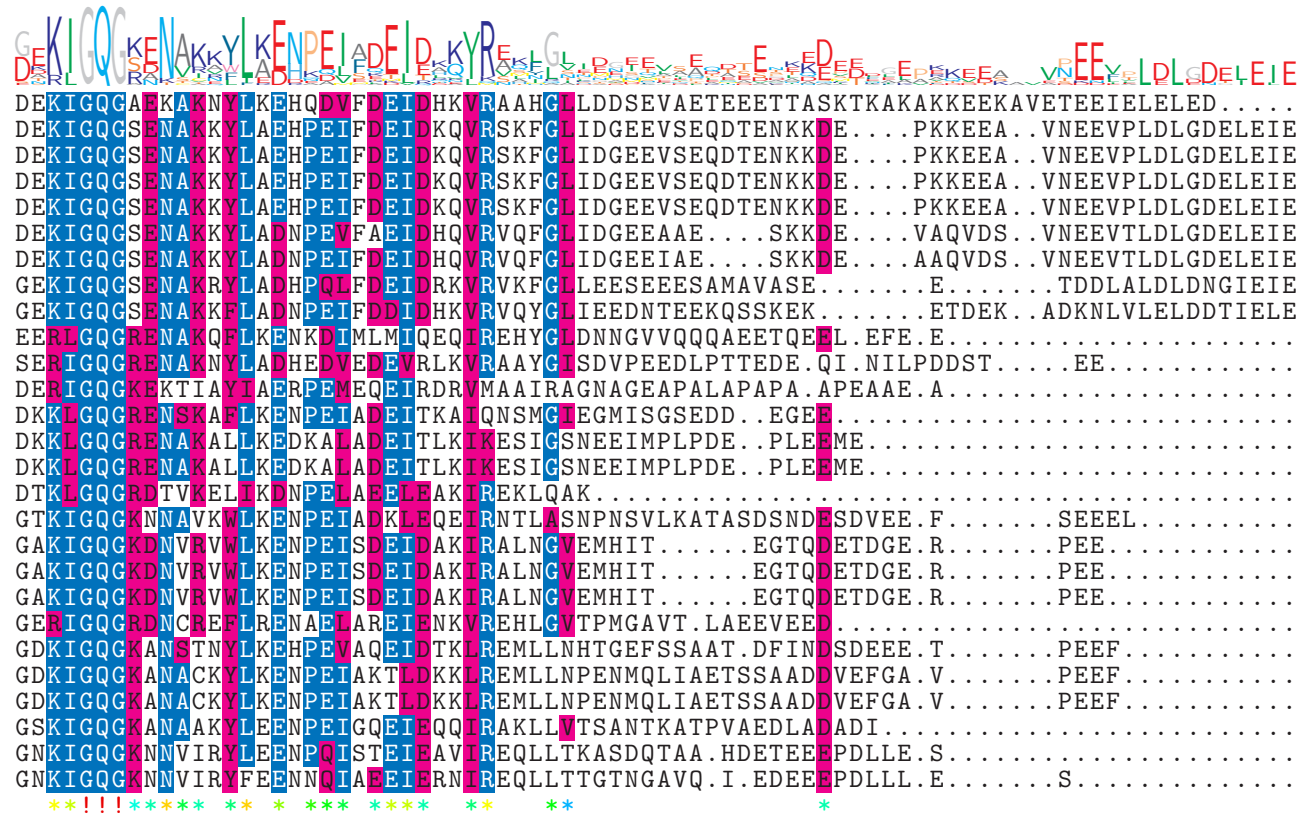 DEKIGQGAEKAKNYLKEHQDVFDEIDHKVRAAHGLLDDSEVAETEEETTASKTKAKAKKEEKAVETEEIELELED.....
DEKIGQGSENAKKYLAEHPEIFDEIDKQVRSKFGLIDGEEVSEQDTENKKDE....PKKEEA..VNEEVPLDLGDELEIE
DEKIGQGSENAKKYLAEHPEIFDEIDKQVRSKFGLIDGEEVSEQDTENKKDE....PKKEEA..VNEEVPLDLGDELEIE
DEKIGQGSENAKKYLAEHPEIFDEIDKQVRSKFGLIDGEEVSEQDTENKKDE....PKKEEA..VNEEVPLDLGDELEIE
DEKIGQGSENAKKYLAEHPEIFDEIDKQVRSKFGLIDGEEVSEQDTENKKDE....PKKEEA..VNEEVPLDLGDELEIE
DEKIGQGSENAKKYLADNPEVFAEIDHQVRVQFGLIDGEEAAE....SKKDE....VAQVDS..VNEEVTLDLGDELEIE
DEKIGQGSENAKKYLADNPEIFDEIDHQVRVQFGLIDGEEIAE....SKKDE....AAQVDS..VNEEVTLDLGDELEIE
GEKIGQGSENAKRYLADHPQLFDEIDRKVRVKFGLLEESEEESAMAVASE.......E.......TDDLALDLDNGIEIE
GEKIGQGSENAKKFLADNPEIFDDIDHKVRVQYGLIEEDNTEEKQSSKEK.......ETDEK..ADKNLVLELDDTIELE
EERLGQGRENAKQFLKENKDIMLMIQEQIREHYGLDNNGVVQQQAEETQEEL.EFE.E......................
SERIGQGRENAKNYLADHEDVEDEVRLKVRAAYGISDVPEEDLPTTEDE.QI.NILPDDST.....EE............
DERIGQGKEKTIAYIAERPEMEQEIRDRVMAAIRAGNAGEAPALAPAPA.APEAAE.A......................
DKKLGQGRENSKAFLKENPEIADEITKAIQNSMGIEGMISGSEDD..EGEE.............................
DKKLGQGRENAKALLKEDKALADEITLKIKESIGSNEEIMPLPDE..PLEEME...........................
DKKLGQGRENAKALLKEDKALADEITLKIKESIGSNEEIMPLPDE..PLEEME...........................
DTKLGQGRDTVKELIKDNPELAEELEAKIREKLQAK............................................
GTKIGQGKNNAVKWLKENPEIADKLEQEIRNTLASNPNSVLKATASDSNDESDVEE.F.......SEEEL..........
GAKIGQGKDNVRVWLKENPEISDEIDAKIRALNGVEMHIT......EGTQDETDGE.R.......PEE............
GAKIGQGKDNVRVWLKENPEISDEIDAKIRALNGVEMHIT......EGTQDETDGE.R.......PEE............
GAKIGQGKDNVRVWLKENPEISDEIDAKIRALNGVEMHIT......EGTQDETDGE.R.......PEE............
GERIGQGRDNCREFLRENAELAREIENKVREHLGVTPMGAVT.LAEEVEED.............................
GDKIGQGKANSTNYLKEHPEVAQEIDTKLREMLLNHTGEFSSAAT.DFINDSDEEE.T.......PEEF...........
GDKIGQGKANACKYLKENPEIAKTLDKKLREMLLNPENMQLIAETSSAADDVEFGA.V.......PEEF...........
GDKIGQGKANACKYLKENPEIAKTLDKKLREMLLNPENMQLIAETSSAADDVEFGA.V.......PEEF...........
GSKIGQGKANAAKYLEENPEIGQEIEQQIRAKLLVTSANTKATPVAEDLADADI..........................
GNKIGQGKNNVIRYLEENPQISTEIEAVIREQLLTKASDQTAA.HDETEEEPDLLE.S......................
GNKIGQGKNNVIRYFEENNQIAEEIERNIREQLLTTGTNGAVQ.I.EDEEEPDLLL.E.......S..............
**!!!***** ** * *** **** ** ** *